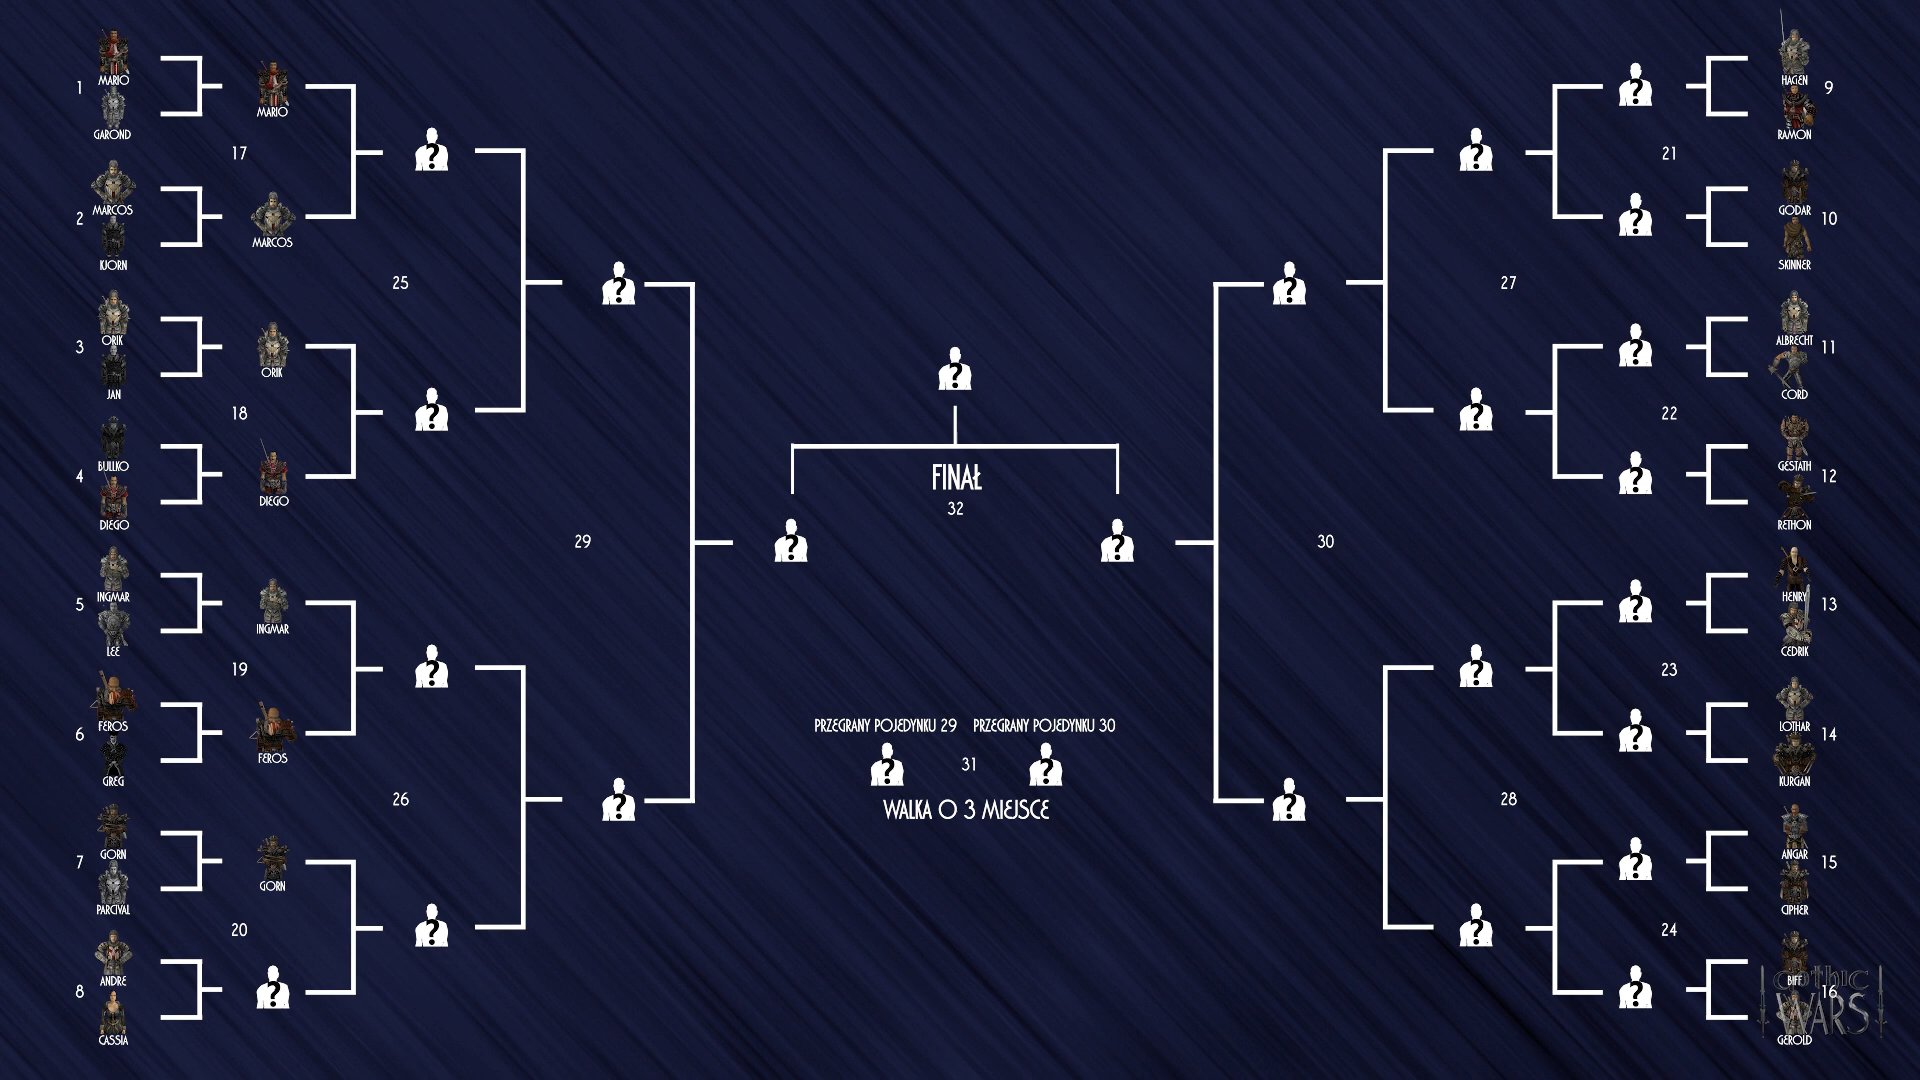 1
MARIO
GAROND
MARIO
17
2
MARCOS
KJORN
MARCOS
25
3
ORIK
JAN
ORIK
18
4
BULLKO
DIEGO
DIEGO
29
5
INGMAR
LEE
INGMAR
19
6
FEROS
GREG
FEROS
26
7
GORN
PARCIVAL
GORN
20
8
ANDRE
CASSIA
FINAŁ
32
PRZEGRANY POJEDYNKU 29 PRZEGRANY POJEDYNKU 30
31
WALKA O 3 MIEJSCE
HAGEN
9
RAMON
21
GODAR
10
SKINNER
27
ALBRECHT
11
CORD
22
GESTATH
12
RETHON
30
HENRY
13
CEDRIK
23
LOTHAR
14
KURGAN
28
ANGAR
15
CIPHER
24
BIFF
16
GEROLD
GOTHIC
WARS